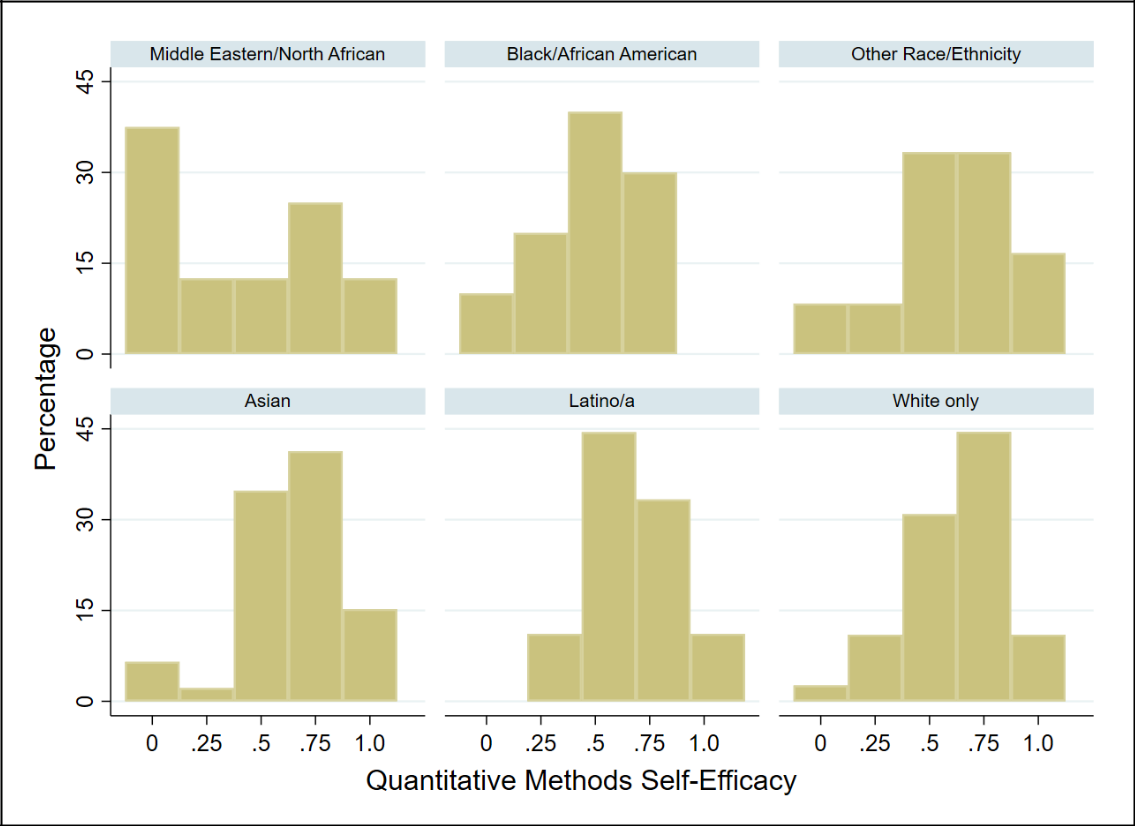 Middle Eastern/North African
Black/African American
Other Race/Ethnicity
45
30
15
0
Asian
Latino/a
White only
45
30
15
0
Percentage
0 .25 .5 .75 1.0
0 .25 .5 .75 1.0
0 .25 .5 .75 1.0
Quantitative Methods Self-Efficacy